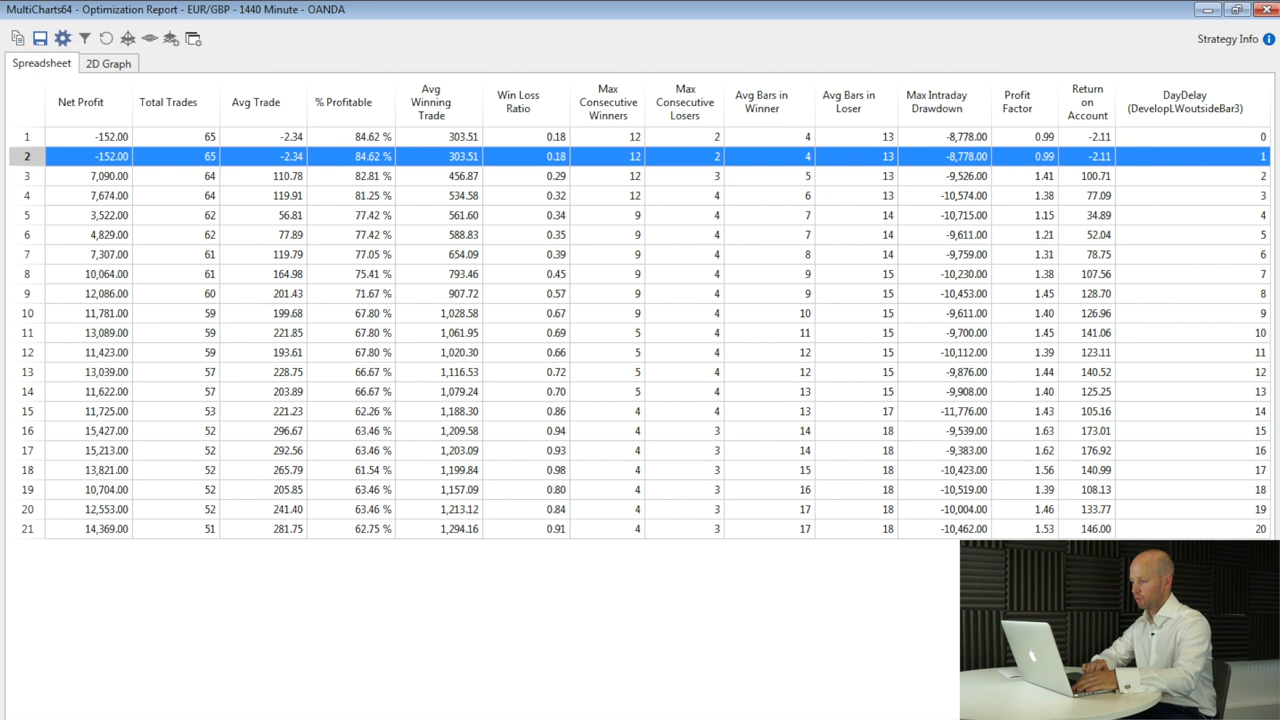 MultiCharts64 - Optimization Report - EUR/GBP - 1440 Minute - OANDA
Strategy Info
Spreadsheet 2D Graph
Net Profit Total Trades Avg Trade % Profitable Avg Winning Trade Win Loss Ratio Max Consecutive Winners Max Consecutive Losers Avg Bars in Winner Avg Bars in Loser Max Intraday Drawdown Profit Factor Return on Account DayDelay (DevelopLWoutsideBar3)
1 -152.00 65 -2.34 84.62 % 303.51 0.18 12 2 4 13 -8,778.00 0.99 -2.11 0
2 -152.00 65 -2.34 84.62 % 303.51 0.18 12 2 4 13 -8,778.00 0.99 -2.11 1
3 7,090.00 64 110.78 82.81 % 456.87 0.29 12 3 5 13 -9,526.00 1.41 100.71 2
4 7,674.00 64 119.91 81.25 % 534.58 0.32 12 4 6 13 -10,574.00 1.38 77.09 3
5 3,522.00 62 56.81 77.42 % 561.60 0.34 9 4 7 14 -10,715.00 1.15 34.89 4
6 4,829.00 62 77.89 77.42 % 588.83 0.35 9 4 7 14 -9,611.00 1.21 52.04 5
7 7,307.00 61 119.79 77.05 % 654.09 0.39 9 4 8 14 -9,759.00 1.31 78.75 6
8 10,064.00 61 164.98 75.41 % 793.46 0.45 9 4 9 15 -10,230.00 1.38 107.56 7
9 12,086.00 60 201.43 71.67 % 907.72 0.57 9 4 9 15 -10,453.00 1.45 128.70 8
10 11,781.00 59 199.68 67.80 % 1,028.58 0.67 9 4 10 15 -9,611.00 1.40 126.96 9
11 13,089.00 59 221.85 67.80 % 1,061.95 0.69 5 4 11 15 -9,700.00 1.45 141.06 10
12 11,423.00 59 193.61 67.80 % 1,020.30 0.66 5 4 12 15 -10,112.00 1.39 123.11 11
13 13,039.00 57 228.75 66.67 % 1,116.53 0.72 5 4 12 15 -9,876.00 1.44 140.52 12
14 11,622.00 57 203.89 66.67 % 1,079.24 0.70 5 4 13 15 -9,908.00 1.40 125.25 13
15 11,725.00 53 221.23 62.26 % 1,188.30 0.86 4 4 13 17 -11,776.00 1.43 105.16 14
16 15,427.00 52 296.67 63.46 % 1,209.58 0.94 4 3 14 18 -9,539.00 1.63 173.01 15
17 15,213.00 52 292.56 63.46 % 1,203.09 0.93 4 3 14 18 -9,383.00 1.62 176.92 16
18 13,821.00 52 265.79 61.54 % 1,199.84 0.98 4 3 15 18 -10,423.00 1.56 140.99 17
19 10,704.00 52 205.85 63.46 % 1,157.09 0.80 4 3 16 18 -10,519.00 1.39 108.13 18
20 12,553.00 52 241.40 63.46 % 1,213.12 0.84 4 3 17 18 -10,004.00 1.46 133.77 19
21 14,369.00 51 281.75 62.75 % 1,294.16 0.91 4 3 17 18 -10,462.00 1.53 146.00 20